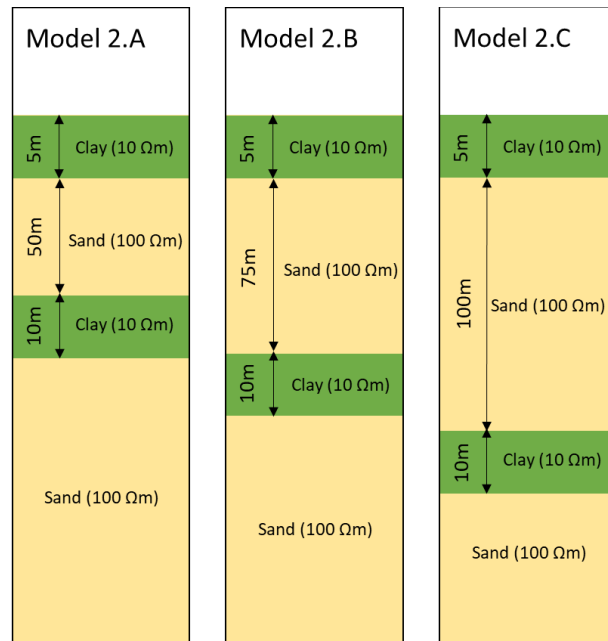 Model 2.A
5m
Clay (10 Ωm)
50m
Sand (100 Ωm)
10m
Clay (10 Ωm)
Sand (100 Ωm)
Model 2.B
5m
Clay (10 Ωm)
75m
Sand (100 Ωm)
10m
Clay (10 Ωm)
Sand (100 Ωm)
Model 2.C
5m
Clay (10 Ωm)
100m
Sand (100 Ωm)
10m
Clay (10 Ωm)
Sand (100 Ωm)